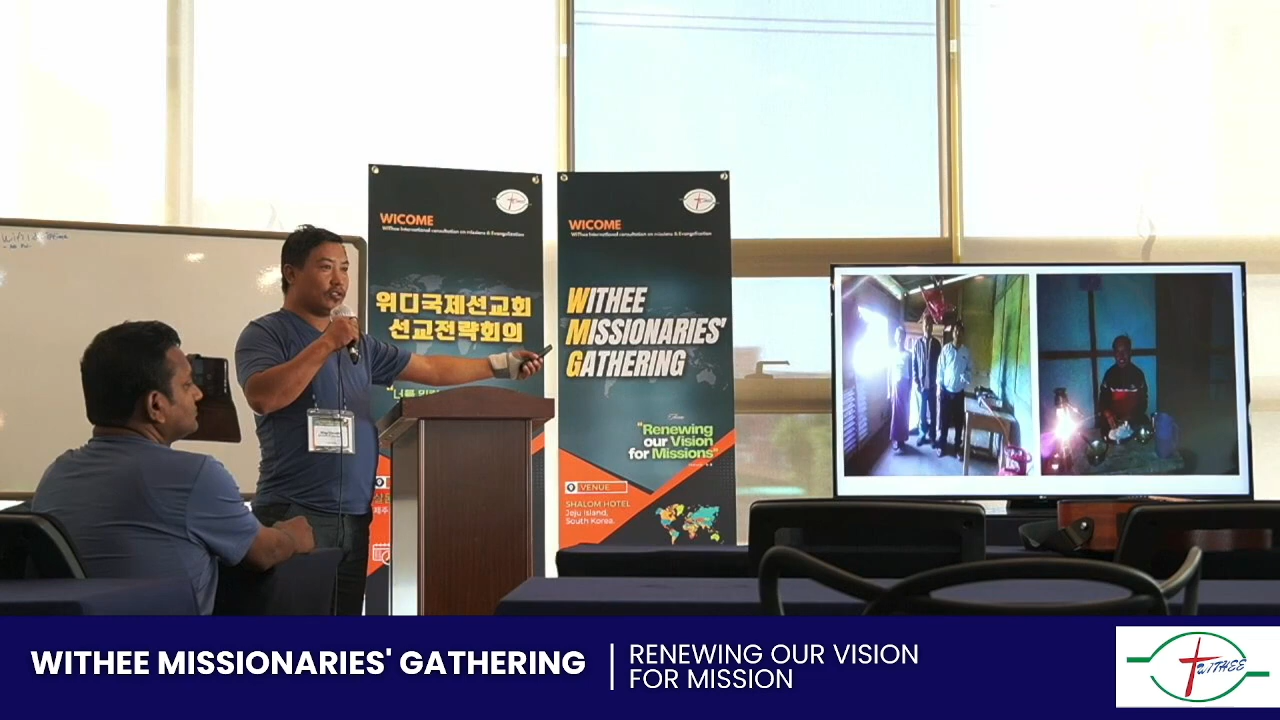 WICOME
WiThee International consultation on missions & Evangelization
위디국제선교회
선교전략회의
WICOME
WiThee International consultation on missions & Evangelization
WITHEE
MISSIONARIES'
GATHERING
Theme
"Renewing
our Vision
for Missions"
VENUE
SHALOM HOTEL
Jeju Island,
South Korea.
WITHEE MISSIONARIES' GATHERING
RENEWING OUR VISION
FOR MISSION
WITHEE